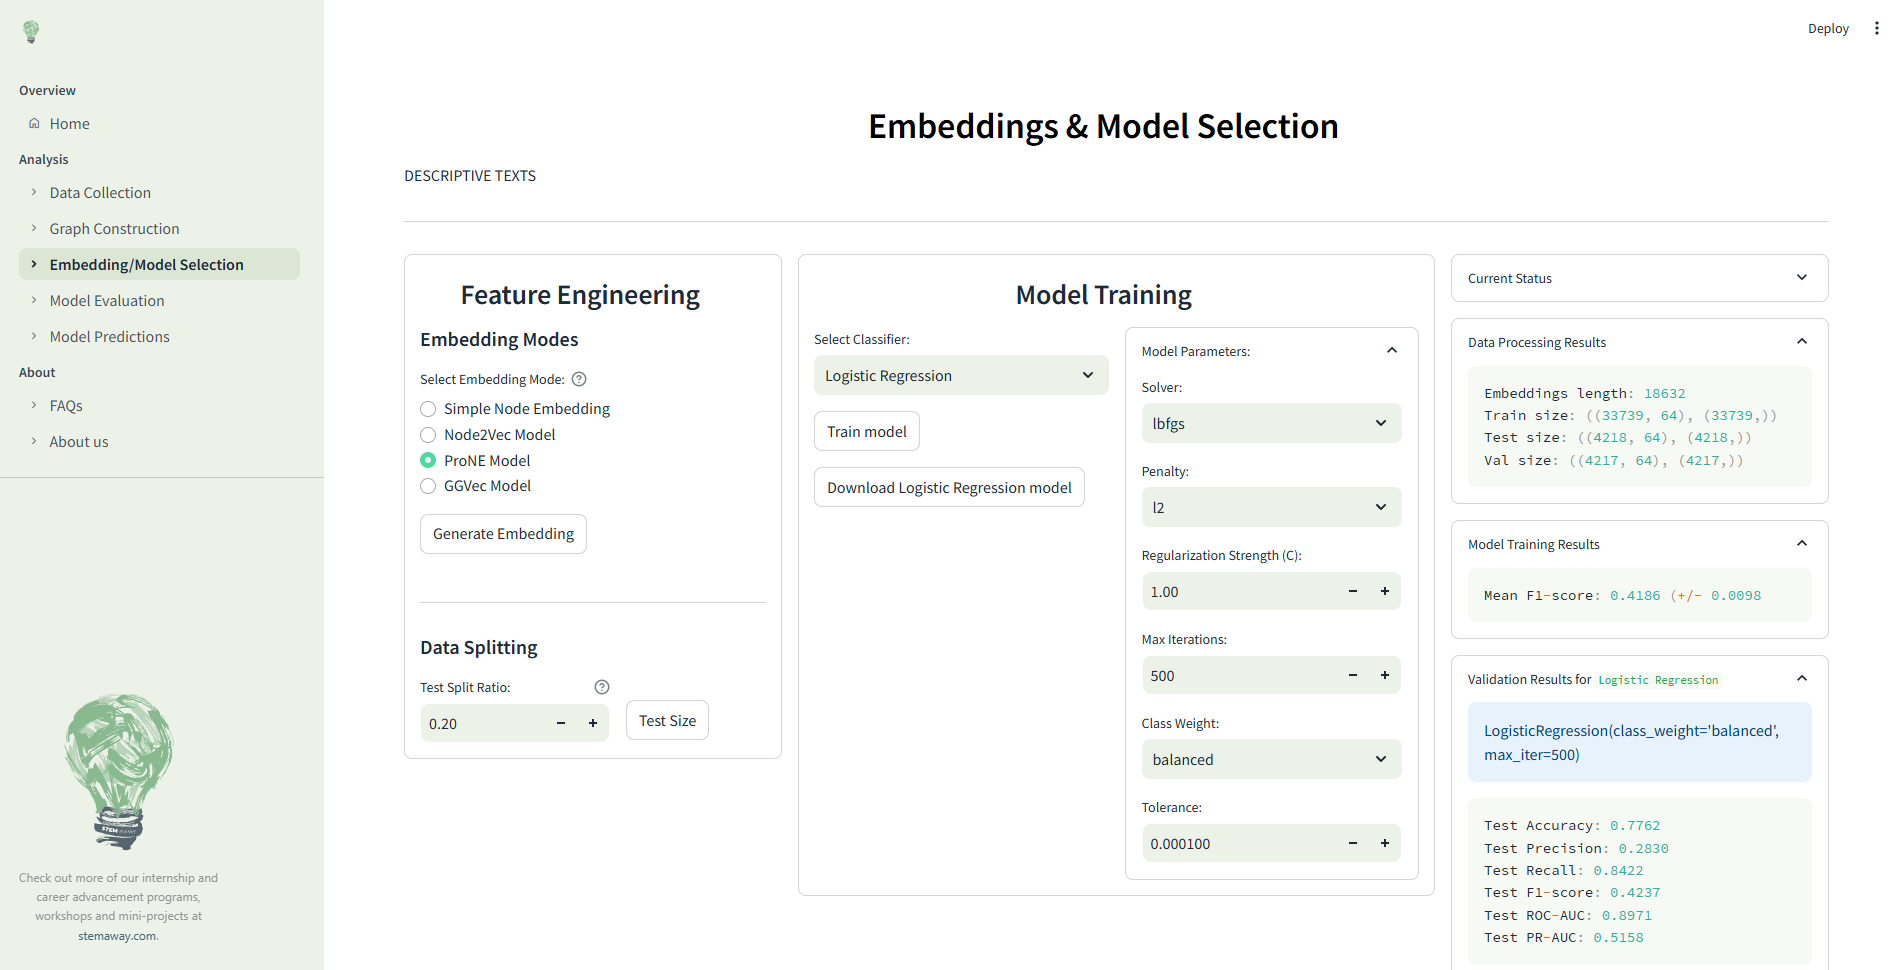 Overview
Home
Analysis
Data Collection
Graph Construction
Embedding/Model Selection
Model Evaluation
Model Predictions
About
FAQs
About us
STEM-Away
Check out more of our internship and
career advancement programs,
workshops and mini-projects at
stemaway.com.
Deploy
Embeddings & Model Selection
DESCRIPTIVE TEXTS
Feature Engineering
Embedding Modes
Select Embedding Mode:
Simple Node Embedding
Node2Vec Model
ProNE Model
GGVec Model
Generate Embedding
Data Splitting
Test Split Ratio:
0.20
Test Size
Model Training
Select Classifier:
Logistic Regression
Train model
Download Logistic Regression model
Model Parameters:
Solver:
lbfgs
Penalty:
l2
Regularization Strength (C):
1.00
Max Iterations:
500
Class Weight:
balanced
Tolerance:
0.000100
Current Status
Data Processing Results
Embeddings length: 18632
Train size: ((33739, 64), (33739,))
Test size: ((4218, 64), (4218,))
Val size: ((4217, 64), (4217,))
Model Training Results
Mean F1-score: 0.4186 (+/- 0.0098
Validation Results for Logistic Regression
LogisticRegression(class_weight='balanced',
max_iter=500)
Test Accuracy: 0.7762
Test Precision: 0.2830
Test Recall: 0.8422
Test F1-score: 0.4237
Test ROC-AUC: 0.8971
Test PR-AUC: 0.5158